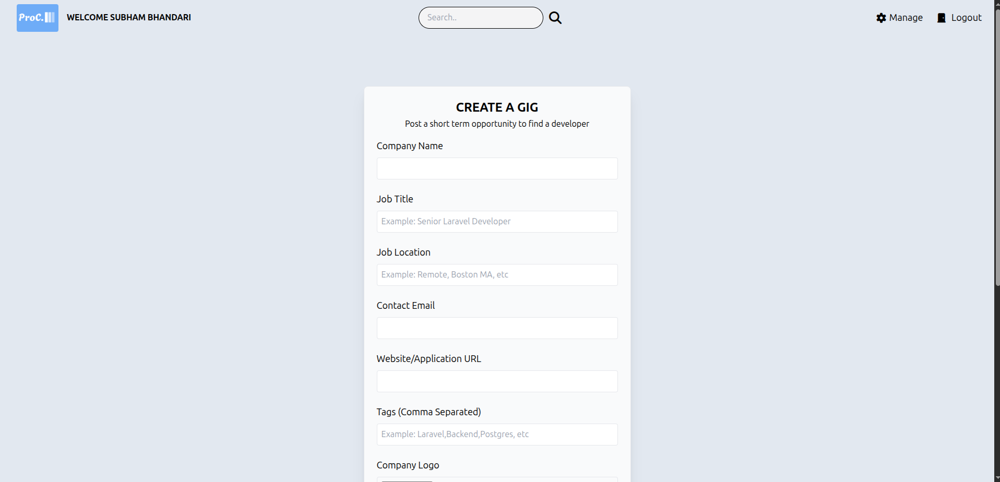 ProC.
WELCOME SUBHAM BHANDARI
Search..
Manage
Logout
CREATE A GIG
Post a short term opportunity to find a developer
Company Name
Job Title
Example: Senior Laravel Developer
Job Location
Example: Remote, Boston MA, etc
Contact Email
Website/Application URL
Tags (Comma Separated)
Example: Laravel,Backend,Postgres, etc
Company Logo